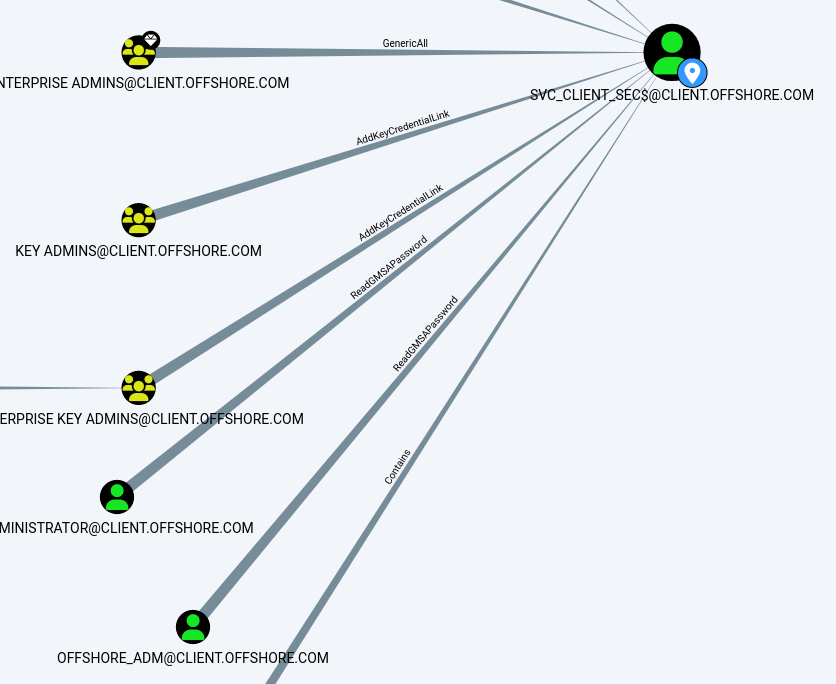 GenericAll
NTERPRISE ADMINS@CLIENT.OFFSHORE.COM
SVC_CLIENT_SEC$@CLIENT.OFFSHORE.COM
AddKeyCredentialLink
KEY ADMINS@CLIENT.OFFSHORE.COM
AddKeyCredentialLink
ReadGMSAPassword
ReadGMSAPassword
ERPRISE KEY ADMINS@CLIENT.OFFSHORE.COM
Contains
MINISTRATOR@CLIENT.OFFSHORE.COM
OFFSHORE_ADM@CLIENT.OFFSHORE.COM